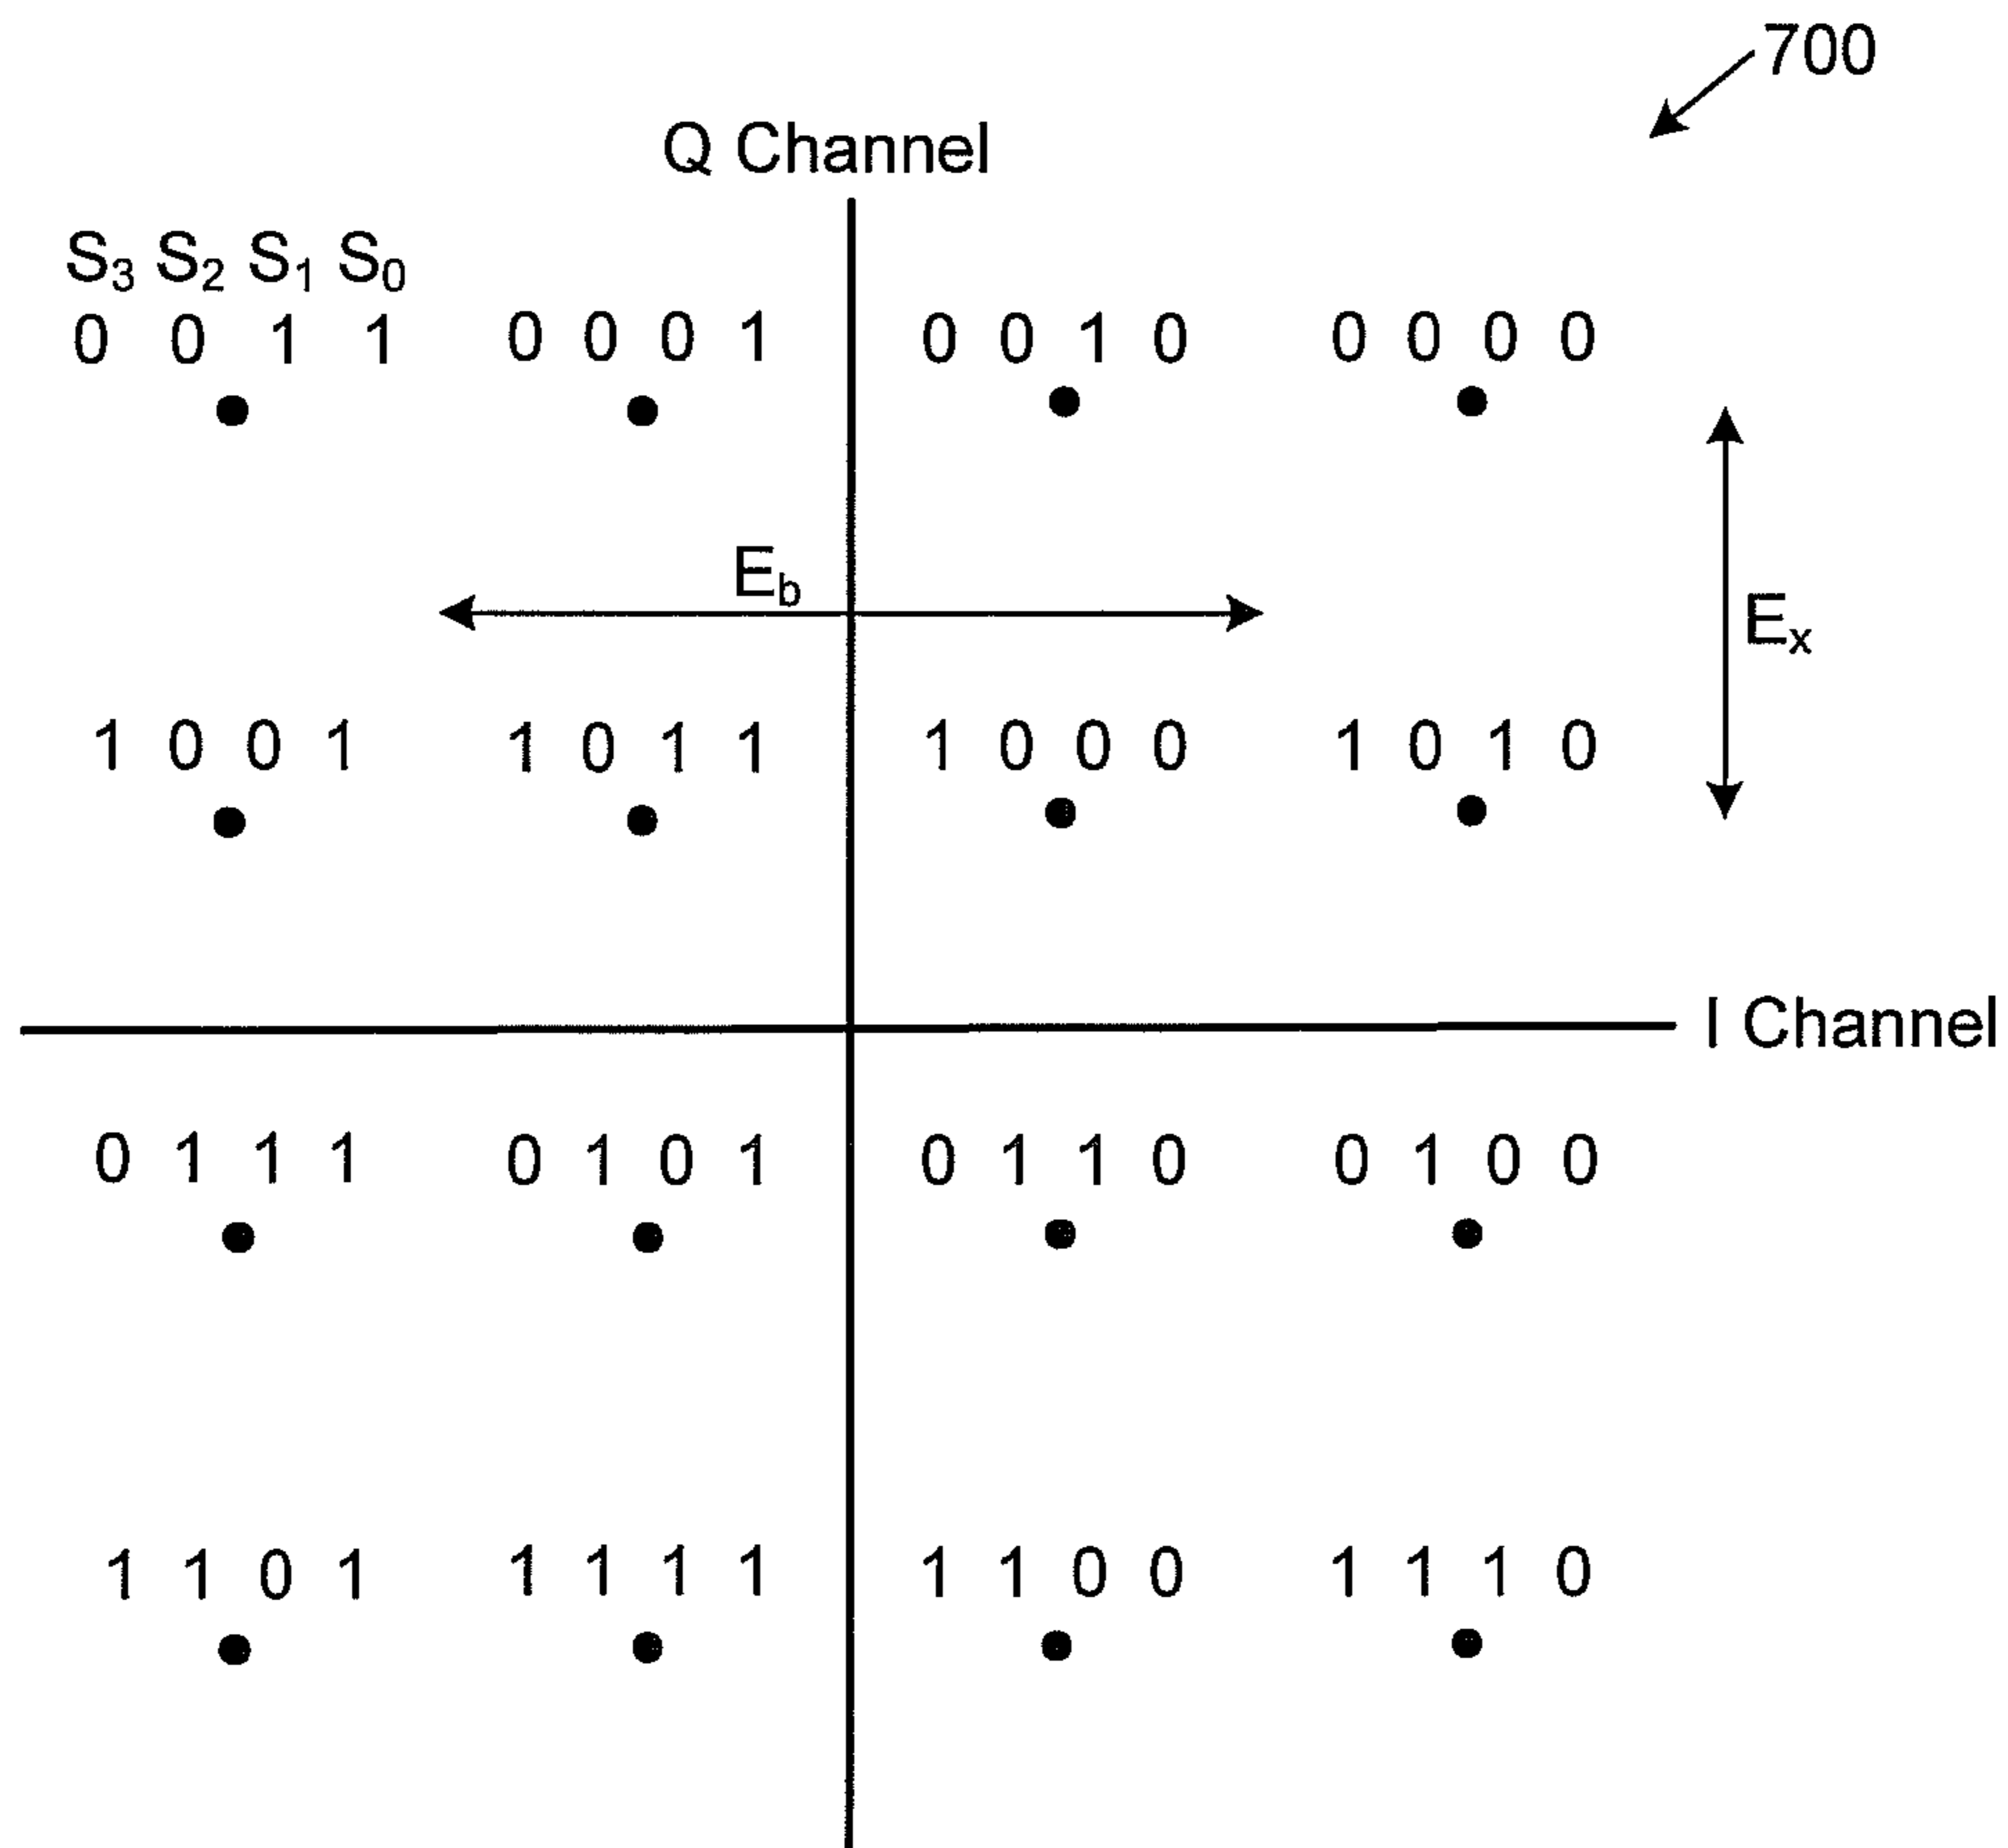 700
Q Channel
S3 S2 S1 S0
0 0 1 1 0 0 0 1 0 0 1 0 0 0 0 0
Eb
Ex
1 0 0 1 1 0 1 1 1 0 0 0 1 0 1 0
I Channel
0 1 1 1 0 1 0 1 0 1 1 0 0 1 0 0
1 1 0 1 1 1 1 1 1 1 0 0 1 1 1 0